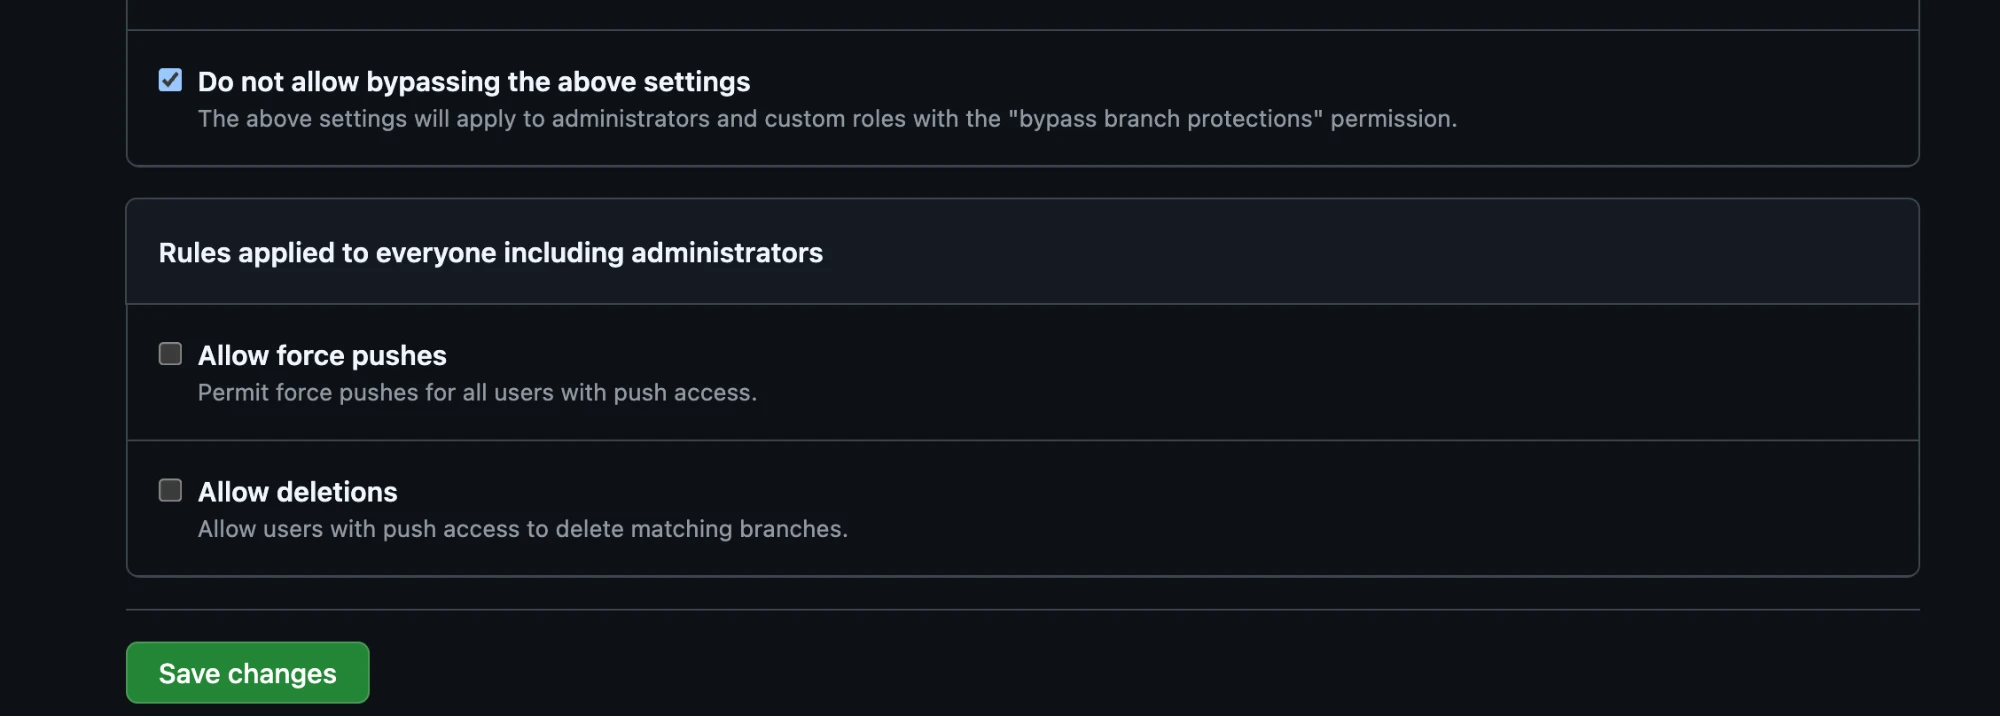 Do not allow bypassing the above settings
The above settings will apply to administrators and custom roles with the "bypass branch protections" permission.
Rules applied to everyone including administrators
Allow force pushes
Permit force pushes for all users with push access.
Allow deletions
Allow users with push access to delete matching branches.
Save changes